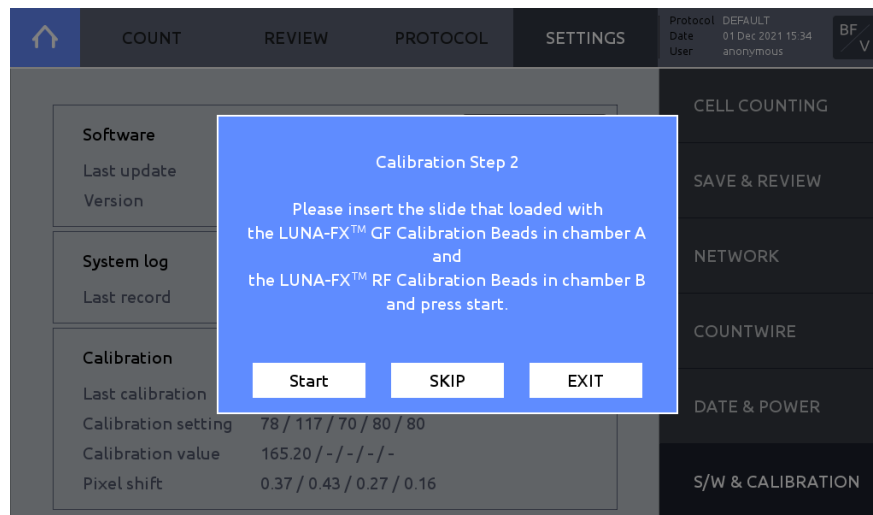 COUNT
REVIEW
PROTOCOL
SETTINGS
Protocol DEFAULT
Date 01 Dec 2021 15:34
User anonymous
BF
V
Software
Last update
Version
System log
Last record
Calibration
Last calibration
Calibration setting 78 / 117 / 70 / 80 / 80
Calibration value 165.20 / - / - / - / -
Pixel shift 0.37 / 0.43 / 0.27 / 0.16
Calibration Step 2
Please insert the slide that loaded with
the LUNA-FX™ GF Calibration Beads in chamber A
and
the LUNA-FX™ RF Calibration Beads in chamber B
and press start.
Start
SKIP
EXIT
CELL COUNTING
SAVE & REVIEW
NETWORK
COUNTWIRE
DATE & POWER
S/W & CALIBRATION